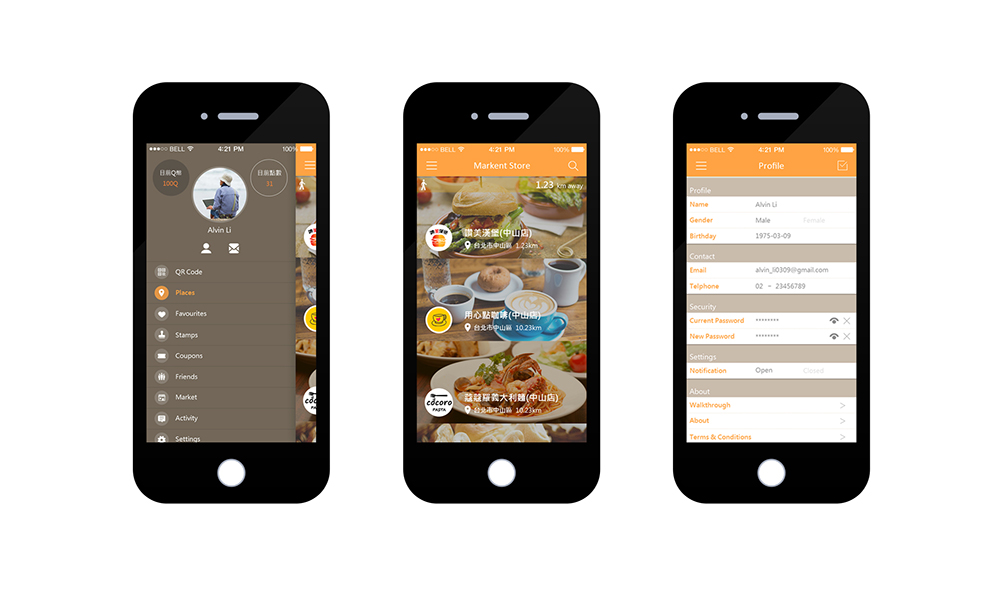 BELL 4:21 PM 100%
目前Q幣
100Q
目前點數
31
Alvin Li
QR Code
Places
Favourites
Stamps
Coupons
Friends
Market
Activity
Settings
BELL 4:21 PM 100%
Markent Store
1.23 km away
讚美漢堡(中山店)
台北市中山區 1.23km
用心點咖啡(中山店)
台北市中山區 10.23km
cocoro
PASTA
蔻蔻羅義大利麵(中山店)
台北市中山區 10.23km
BELL 4:21 PM 100%
Profile
Profile
Name Alvin Li
Gender Male Female
Birthday 1975-03-09
Contact
Email alvin_li0309@gmail.com
Telphone 02 - 23456789
Security
Current Password ********
New Password ********
Settings
Notification Open Closed
About
Walkthrough
About
Terms & Conditions